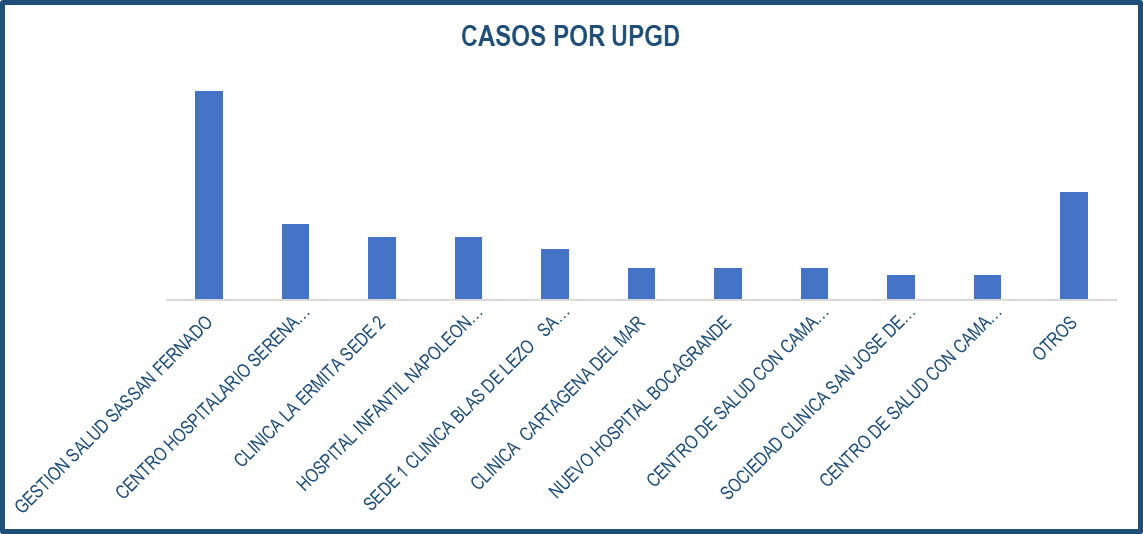 CASOS POR UPGD
GESTION SALUD SASSAN FERNADO
CENTRO HOSPITALARIO SERENA…
CLINICA LA ERMITA SEDE 2
HOSPITAL INFANTIL NAPOLEON…
SEDE 1 CLINICA BLAS DE LEZO   SA…
CLINICA  CARTAGENA DEL MAR
NUEVO HOSPITAL BOCAGRANDE
CENTRO DE SALUD CON CAMA…
SOCIEDAD CLINICA SAN JOSE DE…
CENTRO DE SALUD CON CAMA…
OTROS